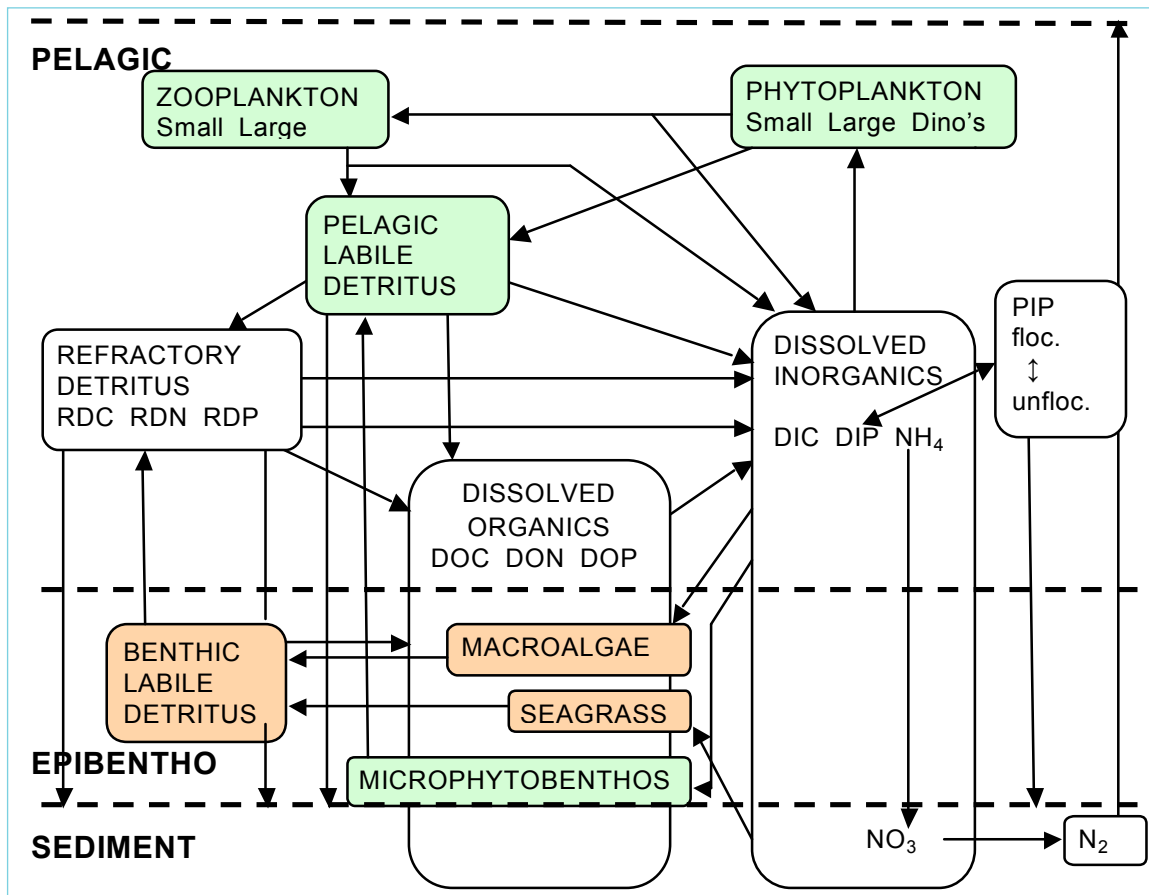 PELAGIC
ZOOPLANKTON
Small Large
PHYTOPLANKTON
Small Large Dino's
PELAGIC
LABILE
DETRITUS
REFRACTORY
DETRITUS
RDC RDN RDP
DISSOLVED
INORGANICS
DIC DIP NH₄
PIP
floc.
↕
unfloc.
DISSOLVED
ORGANICS
DOC DON DOP
BENTHIC
LABILE
DETRITUS
MACROALGAE
SEAGRASS
EPIBENTHO
MICROPHYTOBENTHOS
SEDIMENT
NO₃
N₂